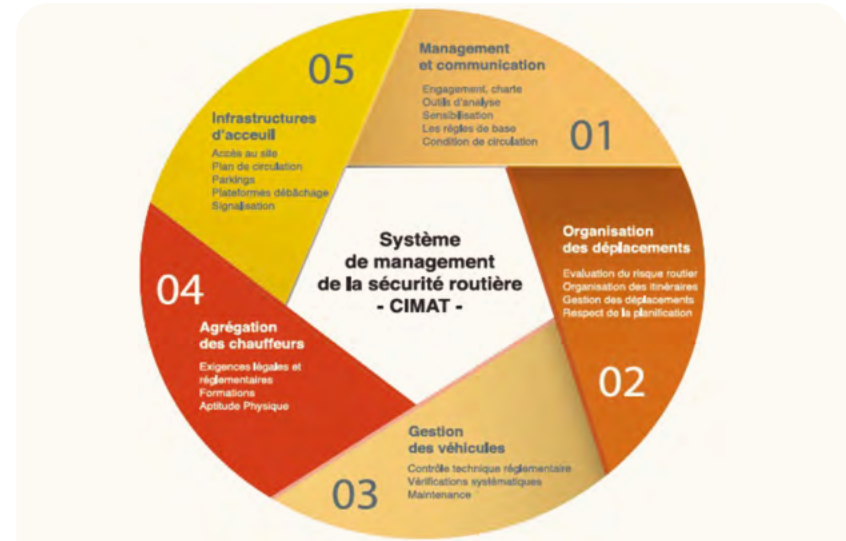 05
Infrastructures
d'acceuil
Accès au site
Plan de circulation
Parkings
Plateformes débâchage
Signalisation
Management
et communication
Engagement, charte
Outils d'analyse
Sensibilisation
Les règles de base
Condition de circulation
01
Organisation
des déplacements
Evaluation du risque routier
Organisation des itinéraires
Gestion des déplacements
Respect de la planification
02
Gestion
des véhicules
Contrôle technique réglementaire
Vérifications systématiques
Maintenance
03
04
Agrégation
des chauffeurs
Exigences légales et
réglementaires
Formations
Aptitude Physique
Système
de management
de la sécurité routière
- CIMAT -